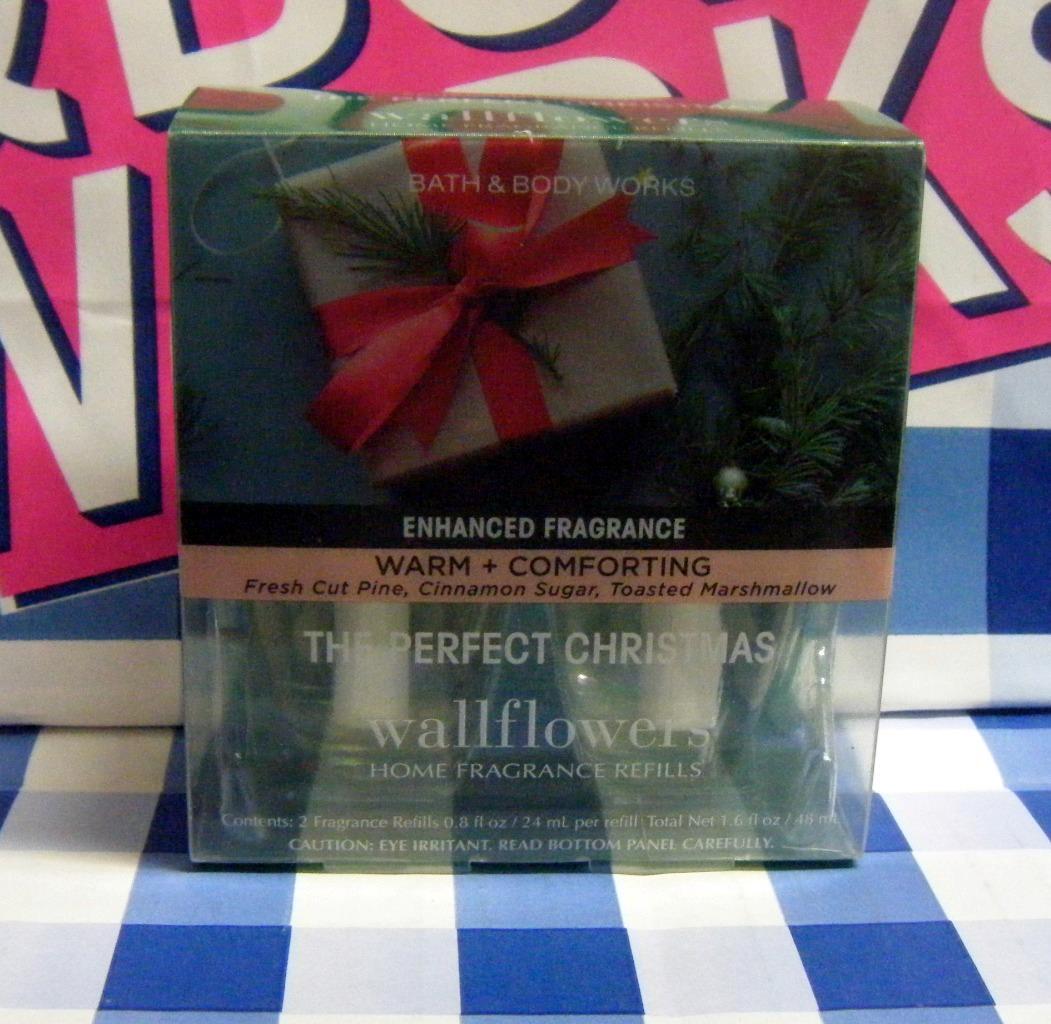 wallflowers
BATH & BODY WORKS
ENHANCED FRAGRANCE
WARM + COMFORTING
Fresh Cut Pine, Cinnamon Sugar, Toasted Marshmallow
THE PERFECT CHRISTMAS
wallflowers
HOME FRAGRANCE REFILLS
Contents: 2 Fragrance Refills 0.8 fl oz / 24 mL per refill Total Net 1.6 fl oz / 48 mL
CAUTION: EYE IRRITANT. READ BOTTOM PANEL CAREFULLY.